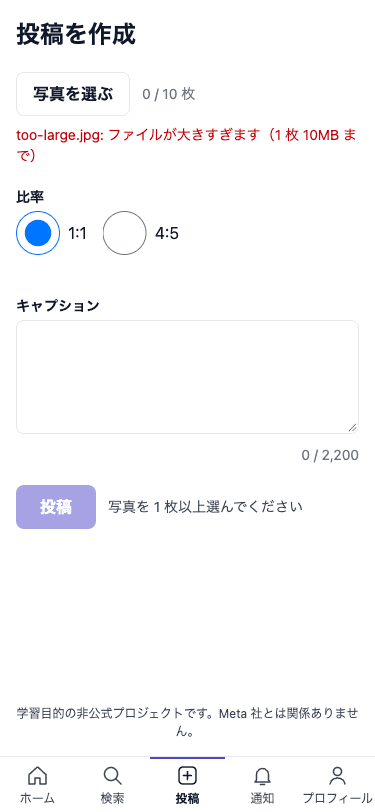 投稿を作成
写真を選ぶ 0 / 10 枚
too-large.jpg: ファイルが大きすぎます（1 枚 10MB ま
で）
比率
1:1 4:5
キャプション
0 / 2,200
投稿 写真を 1 枚以上選んでください
学習目的の非公式プロジェクトです。Meta 社とは関係ありませ
ん。
ホーム 検索 投稿 通知 プロフィール